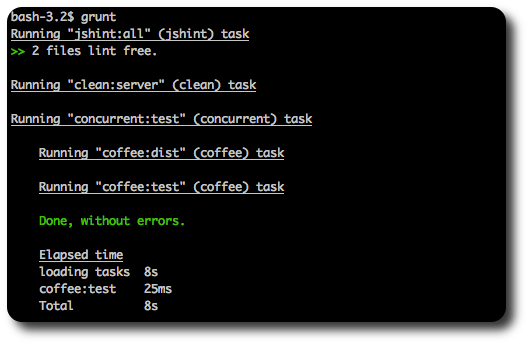 bash-3.2$ grunt
Running "jshint:all" (jshint) task
>> 2 files lint free.
Running "clean:server" (clean) task
Running "concurrent:test" (concurrent) task
Running "coffee:dist" (coffee) task
Running "coffee:test" (coffee) task
Done, without errors.
Elapsed time
loading tasks  8s
coffee:test    25ms
Total          8s